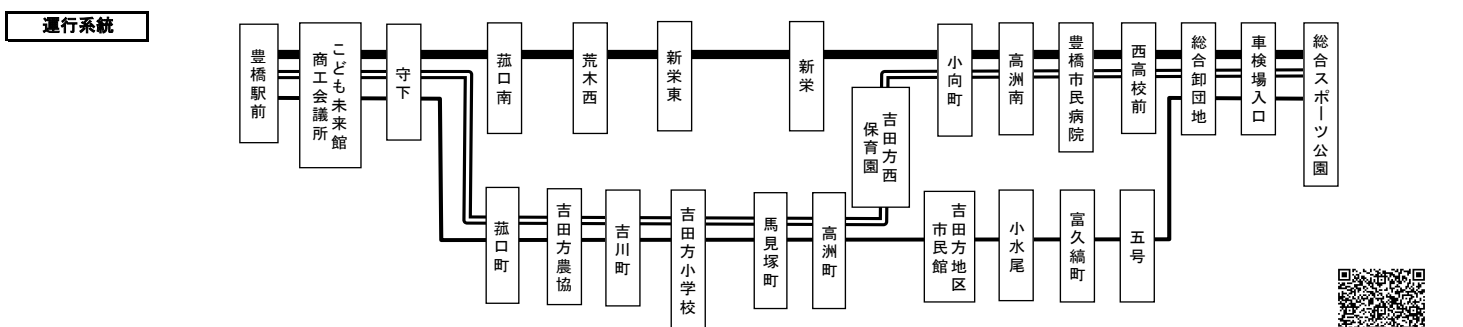 運行系統
豊橋駅前
こども未来館
商工会議所
守下
菰口南
荒木西
新栄東
新栄
小向町
高洲南
豊橋市民病院
西高校前
総合卸団地
車検場入口
総合スポーツ公園
吉田方西
保育園
菰口町
吉田方農協
吉川町
吉田方小学校
馬見塚町
高洲町
吉田方地区
市民館
小水尾
富久縞町
五号